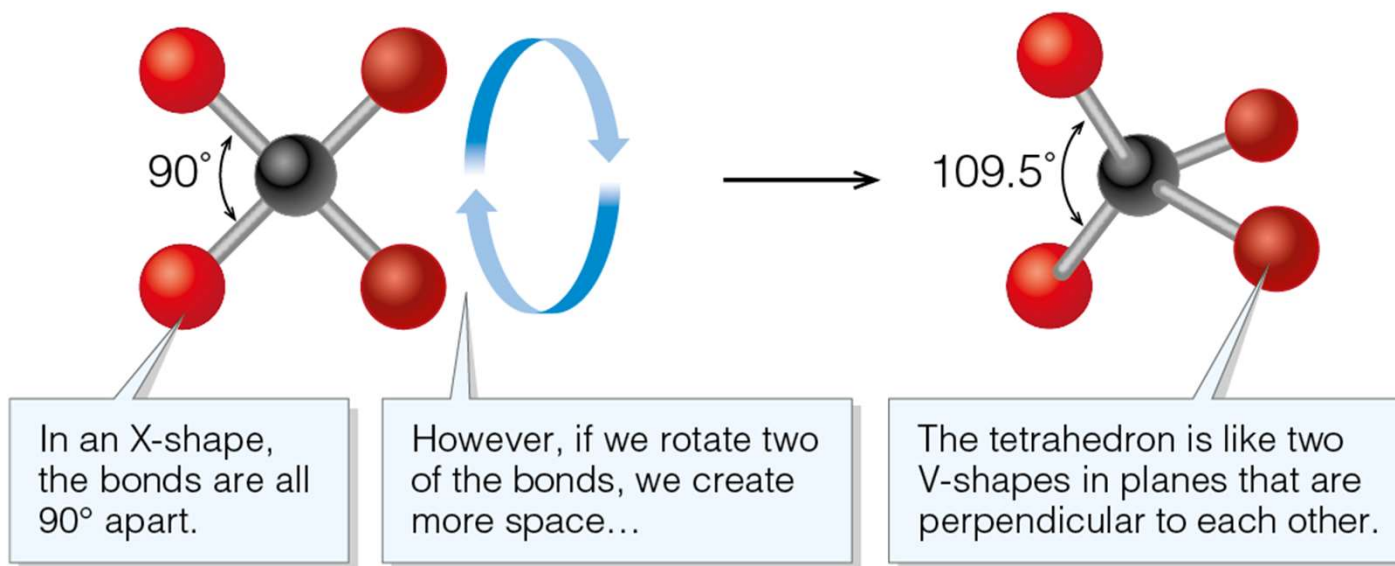 90°
109.5°
In an X-shape,
the bonds are all
90° apart.
However, if we rotate two
of the bonds, we create
more space…
The tetrahedron is like two
V-shapes in planes that are
perpendicular to each other.